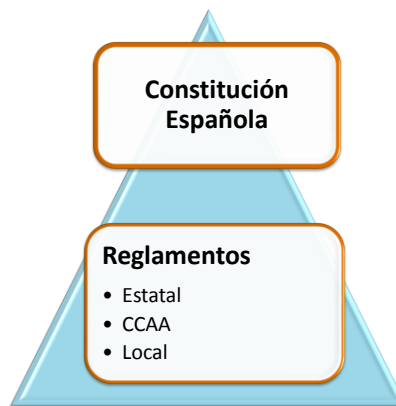 Constitución
Española
Reglamentos
• Estatal
• CCAA
• Local